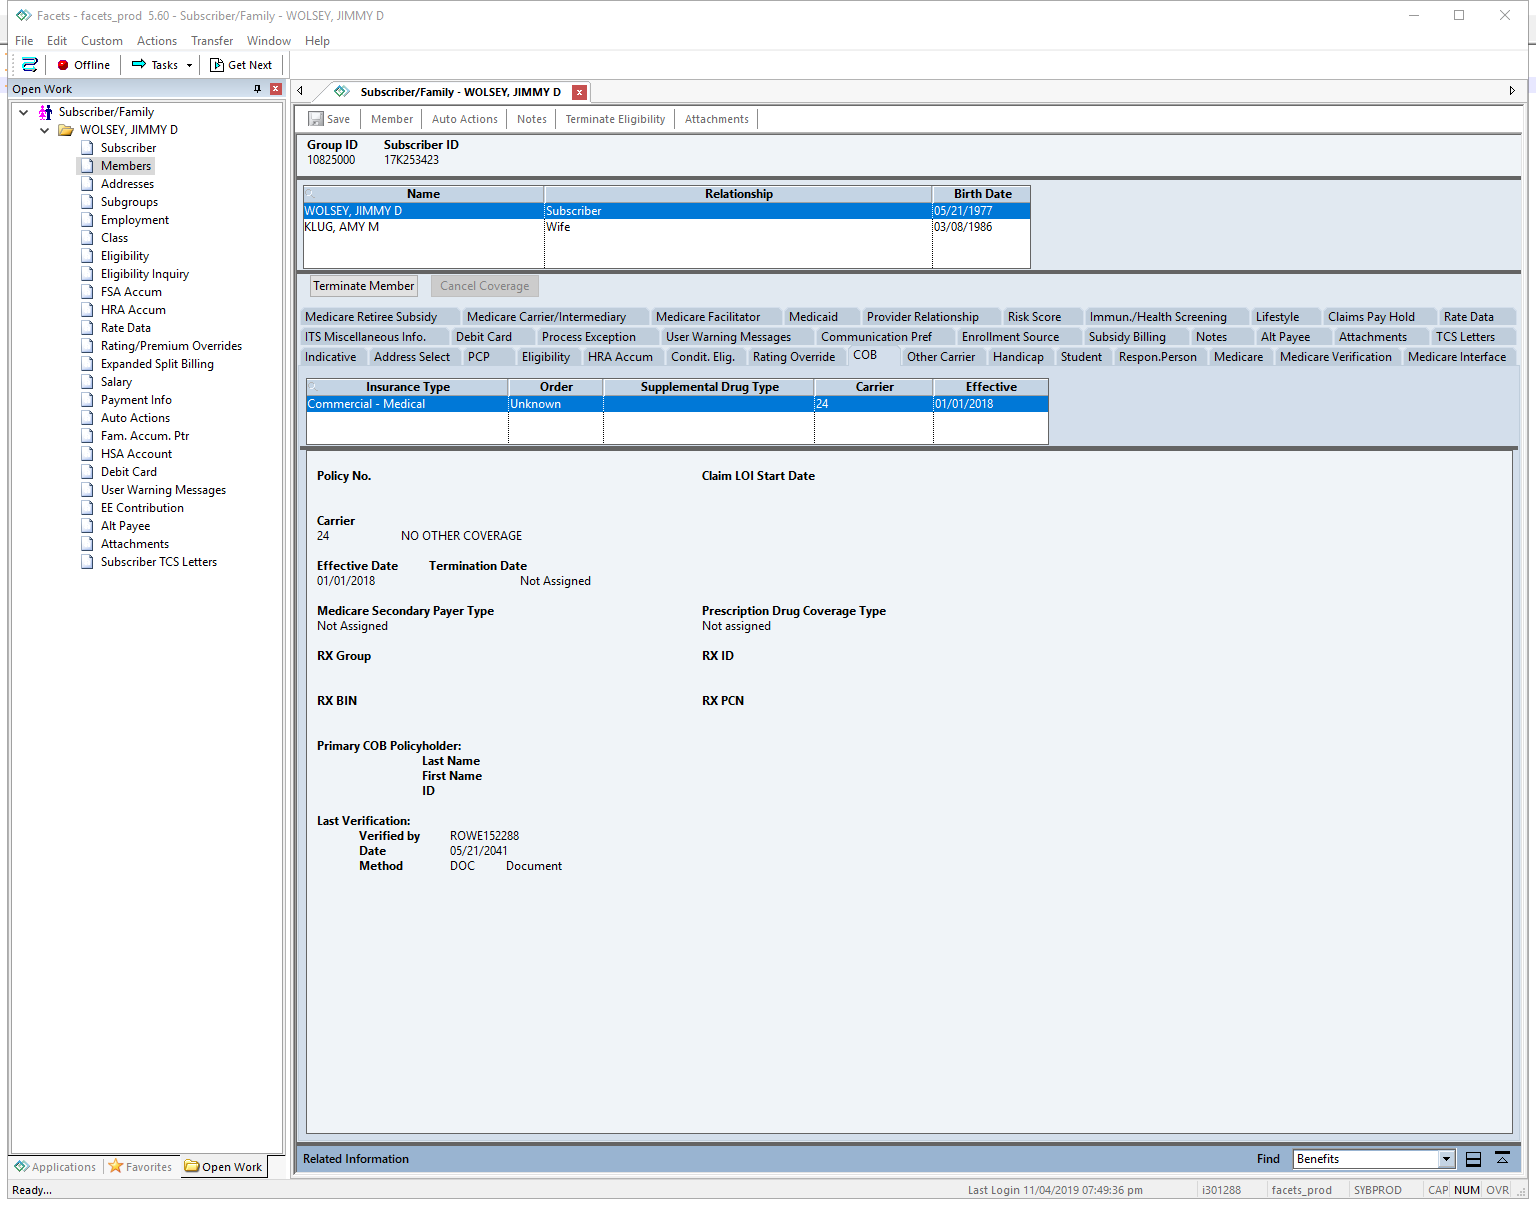 Facets - facets_prod  5.60 - Subscriber/Family - WOLSEY, JIMMY D
File Edit Custom Actions Transfer Window Help
Offline Tasks Get Next
Open Work
Subscriber/Family
WOLSEY, JIMMY D
Subscriber
Members
Addresses
Subgroups
Employment
Class
Eligibility
Eligibility Inquiry
FSA Accum
HRA Accum
Rate Data
Rating/Premium Overrides
Expanded Split Billing
Salary
Payment Info
Auto Actions
Fam. Accum. Ptr
HSA Account
Debit Card
User Warning Messages
EE Contribution
Alt Payee
Attachments
Subscriber TCS Letters
Applications Favorites Open Work
Subscriber/Family - WOLSEY, JIMMY D
Save Member Auto Actions Notes Terminate Eligibility Attachments
Group ID Subscriber ID
10825000 17K253423
Name Relationship Birth Date
WOLSEY, JIMMY D Subscriber 05/21/1977
KLUG, AMY M Wife 03/08/1986
Terminate Member Cancel Coverage
Medicare Retiree Subsidy Medicare Carrier/Intermediary Medicare Facilitator Medicaid Provider Relationship Risk Score Immun./Health Screening Lifestyle Claims Pay Hold Rate Data
ITS Miscellaneous Info. Debit Card Process Exception User Warning Messages Communication Pref Enrollment Source Subsidy Billing Notes Alt Payee Attachments TCS Letters
Indicative Address Select PCP Eligibility HRA Accum Condit. Elig. Rating Override COB Other Carrier Handicap Student Respon.Person Medicare Medicare Verification Medicare Interface
Insurance Type Order Supplemental Drug Type Carrier Effective
Commercial - Medical Unknown 24 01/01/2018
Policy No. Claim LOI Start Date
Carrier
24 NO OTHER COVERAGE
Effective Date Termination Date
01/01/2018 Not Assigned
Medicare Secondary Payer Type Prescription Drug Coverage Type
Not Assigned Not assigned
RX Group RX ID
RX BIN RX PCN
Primary COB Policyholder:
Last Name
First Name
ID
Last Verification:
Verified by ROWE152288
Date 05/21/2041
Method DOC Document
Related Information Find Benefits
Ready... Last Login 11/04/2019 07:49:36 pm i301288 facets_prod SYBPROD CAP NUM OVR